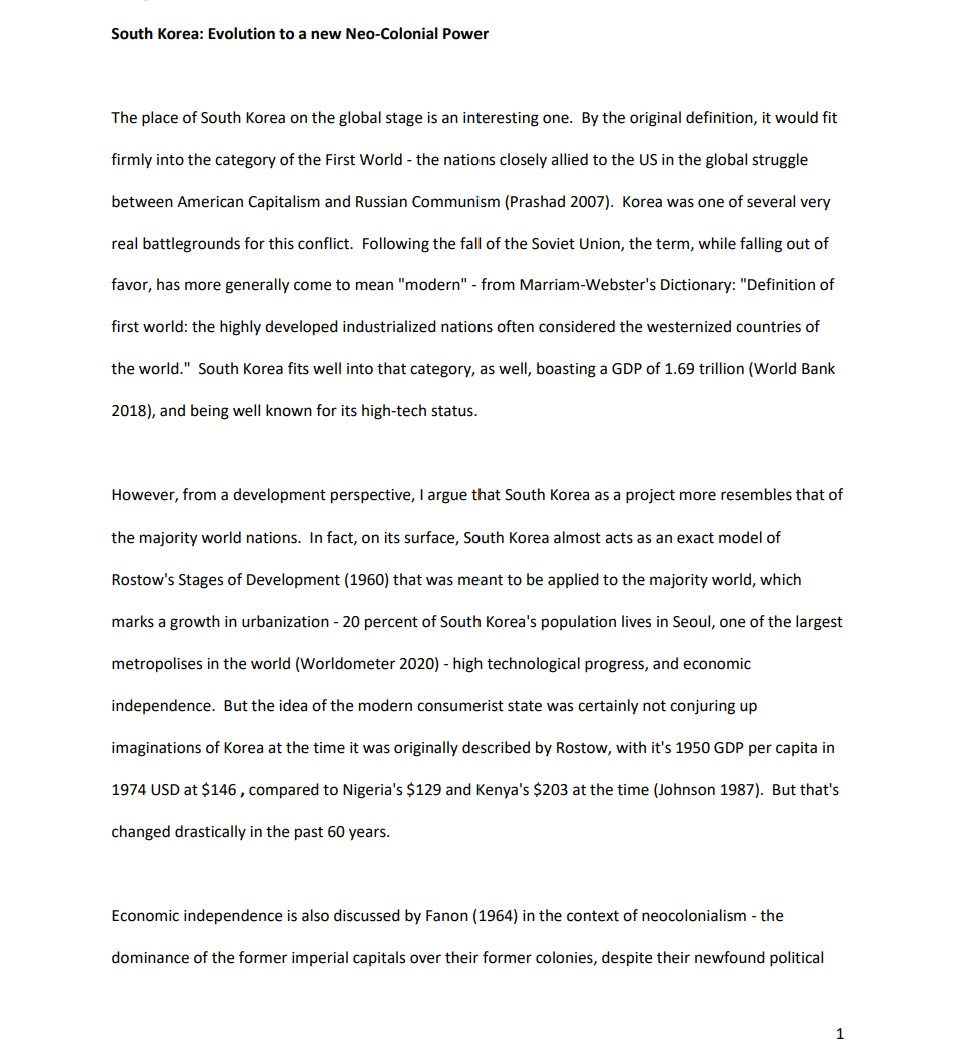 South Korea: Evolution to a new Neo-Colonial Power
The place of South Korea on the global stage is an interesting one.  By the original definition, it would fit
firmly into the category of the First World - the nations closely allied to the US in the global struggle
between American Capitalism and Russian Communism (Prashad 2007).  Korea was one of several very
real battlegrounds for this conflict.  Following the fall of the Soviet Union, the term, while falling out of
favor, has more generally come to mean "modern" - from Marriam-Webster's Dictionary: "Definition of
first world: the highly developed industrialized nations often considered the westernized countries of
the world."  South Korea fits well into that category, as well, boasting a GDP of 1.69 trillion (World Bank
2018), and being well known for its high-tech status.
However, from a development perspective, I argue that South Korea as a project more resembles that of
the majority world nations.  In fact, on its surface, South Korea almost acts as an exact model of
Rostow's Stages of Development (1960) that was meant to be applied to the majority world, which
marks a growth in urbanization - 20 percent of South Korea's population lives in Seoul, one of the largest
metropolises in the world (Worldometer 2020) - high technological progress, and economic
independence.  But the idea of the modern consumerist state was certainly not conjuring up
imaginations of Korea at the time it was originally described by Rostow, with it's 1950 GDP per capita in
1974 USD at $146 , compared to Nigeria's $129 and Kenya's $203 at the time (Johnson 1987).  But that's
changed drastically in the past 60 years.
Economic independence is also discussed by Fanon (1964) in the context of neocolonialism - the
dominance of the former imperial capitals over their former colonies, despite their newfound political
1